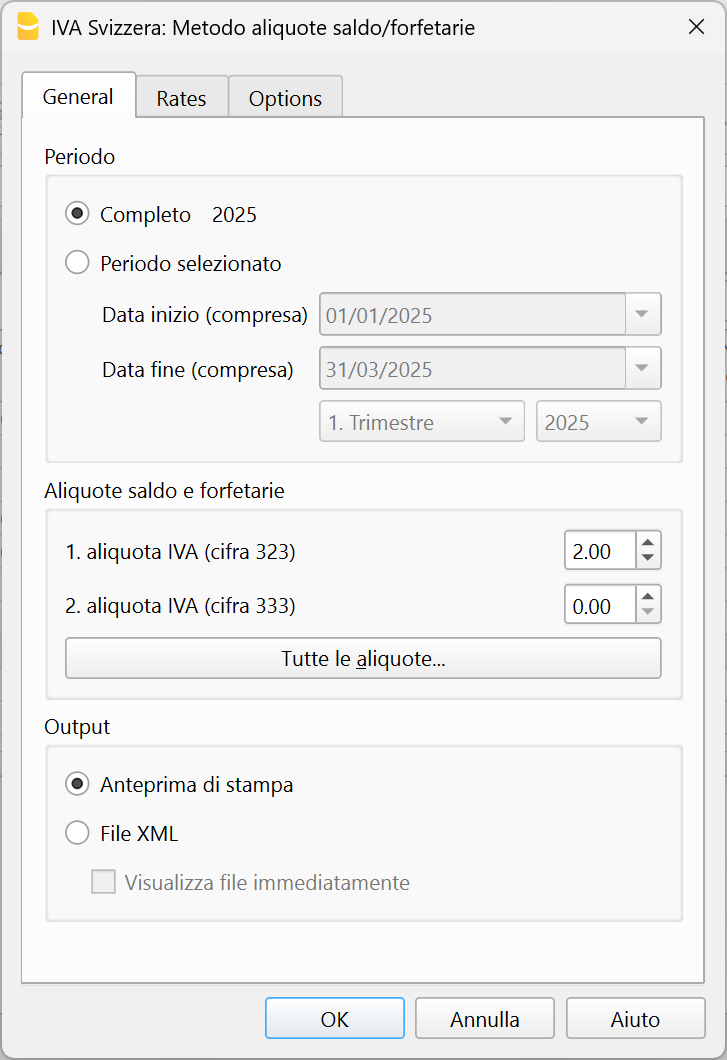 IVA Svizzera: Metodo aliquote saldo/forfetarie
General Rates Options
Periodo
Completo 2025
Periodo selezionato
Data inizio (compresa) 01/01/2025
Data fine (compresa) 31/03/2025
1. Trimestre 2025
Aliquote saldo e forfetarie
1. aliquota IVA (cifra 323) 2.00
2. aliquota IVA (cifra 333) 0.00
Tutte le aliquote...
Output
Anteprima di stampa
File XML
Visualizza file immediatamente
OK Annulla Aiuto